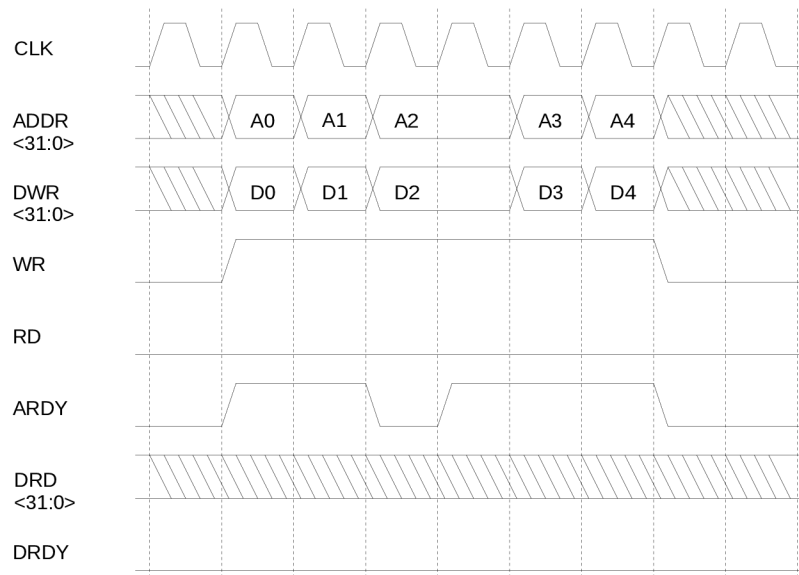 CLK
ADDR A0 A1 A2 A3 A4
<31:0>
DWR D0 D1 D2 D3 D4
<31:0>
WR
RD
ARDY
DRD
<31:0>
DRDY